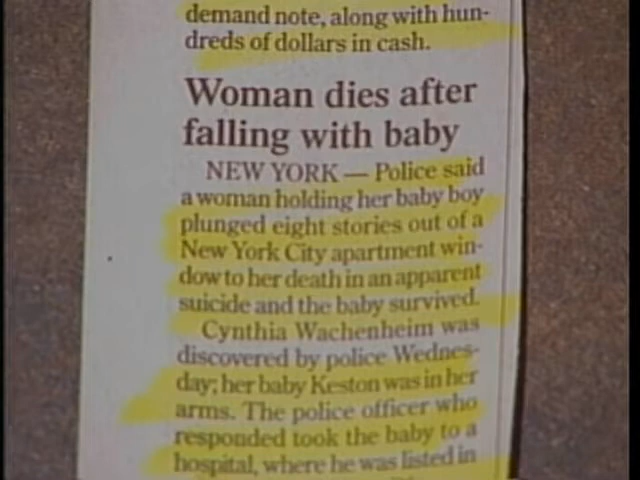 demand note, along with hun-
dreds of dollars in cash.
Woman dies after
falling with baby
NEW YORK — Police said
a woman holding her baby boy
plunged eight stories out of a
New York City apartment win-
dow to her death in an apparent
suicide and the baby survived.
Cynthia Wachenheim was
discovered by police Wednes-
day; her baby Keston was in her
arms. The police officer who
responded took the baby to a
hospital, where he was listed in